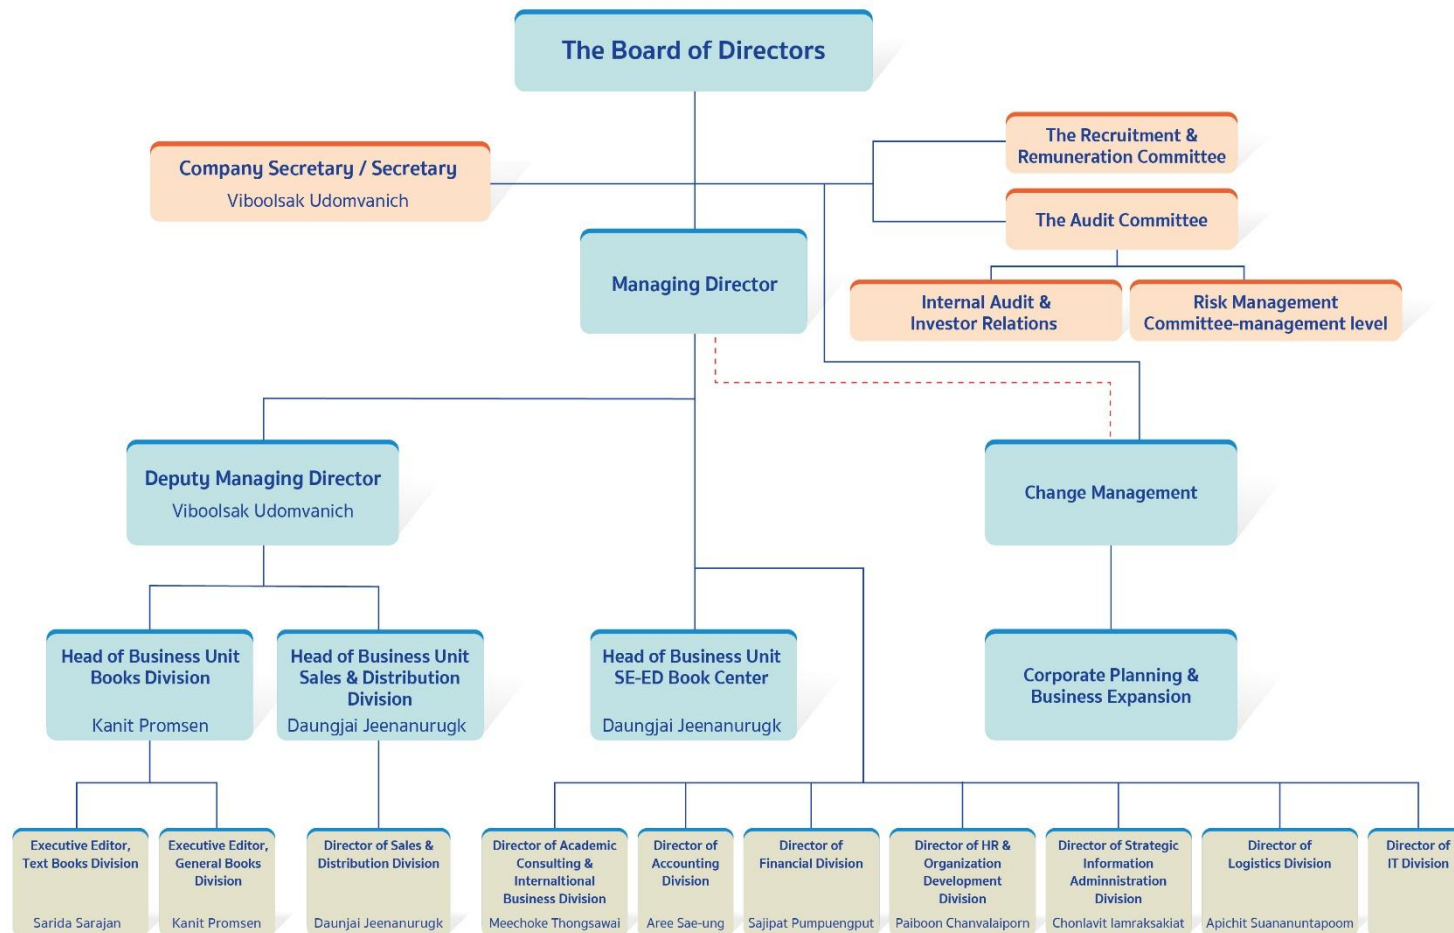 The Board of Directors
Company Secretary / Secretary
Viboolsak Udomvanich
The Recruitment &
Remuneration Committee
The Audit Committee
Managing Director
Internal Audit &
Investor Relations
Risk Management
Committee-management level
Deputy Managing Director
Viboolsak Udomvanich
Change Management
Head of Business Unit
Books Division
Kanit Promsen
Head of Business Unit
Sales & Distribution
Division
Daungjai Jeenanurugk
Head of Business Unit
SE-ED Book Center
Daungjai Jeenanurugk
Corporate Planning &
Business Expansion
Executive Editor,
Text Books Division
Sarida Sarajan
Executive Editor,
General Books
Division
Kanit Promsen
Director of Sales &
Distribution Division
Daunjai Jeenanurugk
Director of Academic
Consulting &
Internaltional
Business Division
Meechoke Thongsawai
Director of
Accounting
Division
Aree Sae-ung
Director of
Financial Division
Sajipat Pumpuengput
Director of HR &
Organization
Development
Division
Paiboon Chanvalaiporn
Director of Strategic
Information
Adminnistration
Division
Chonlavit Iamraksakiat
Director of
Logistics Division
Apichit Suananuntapoom
Director of
IT Division